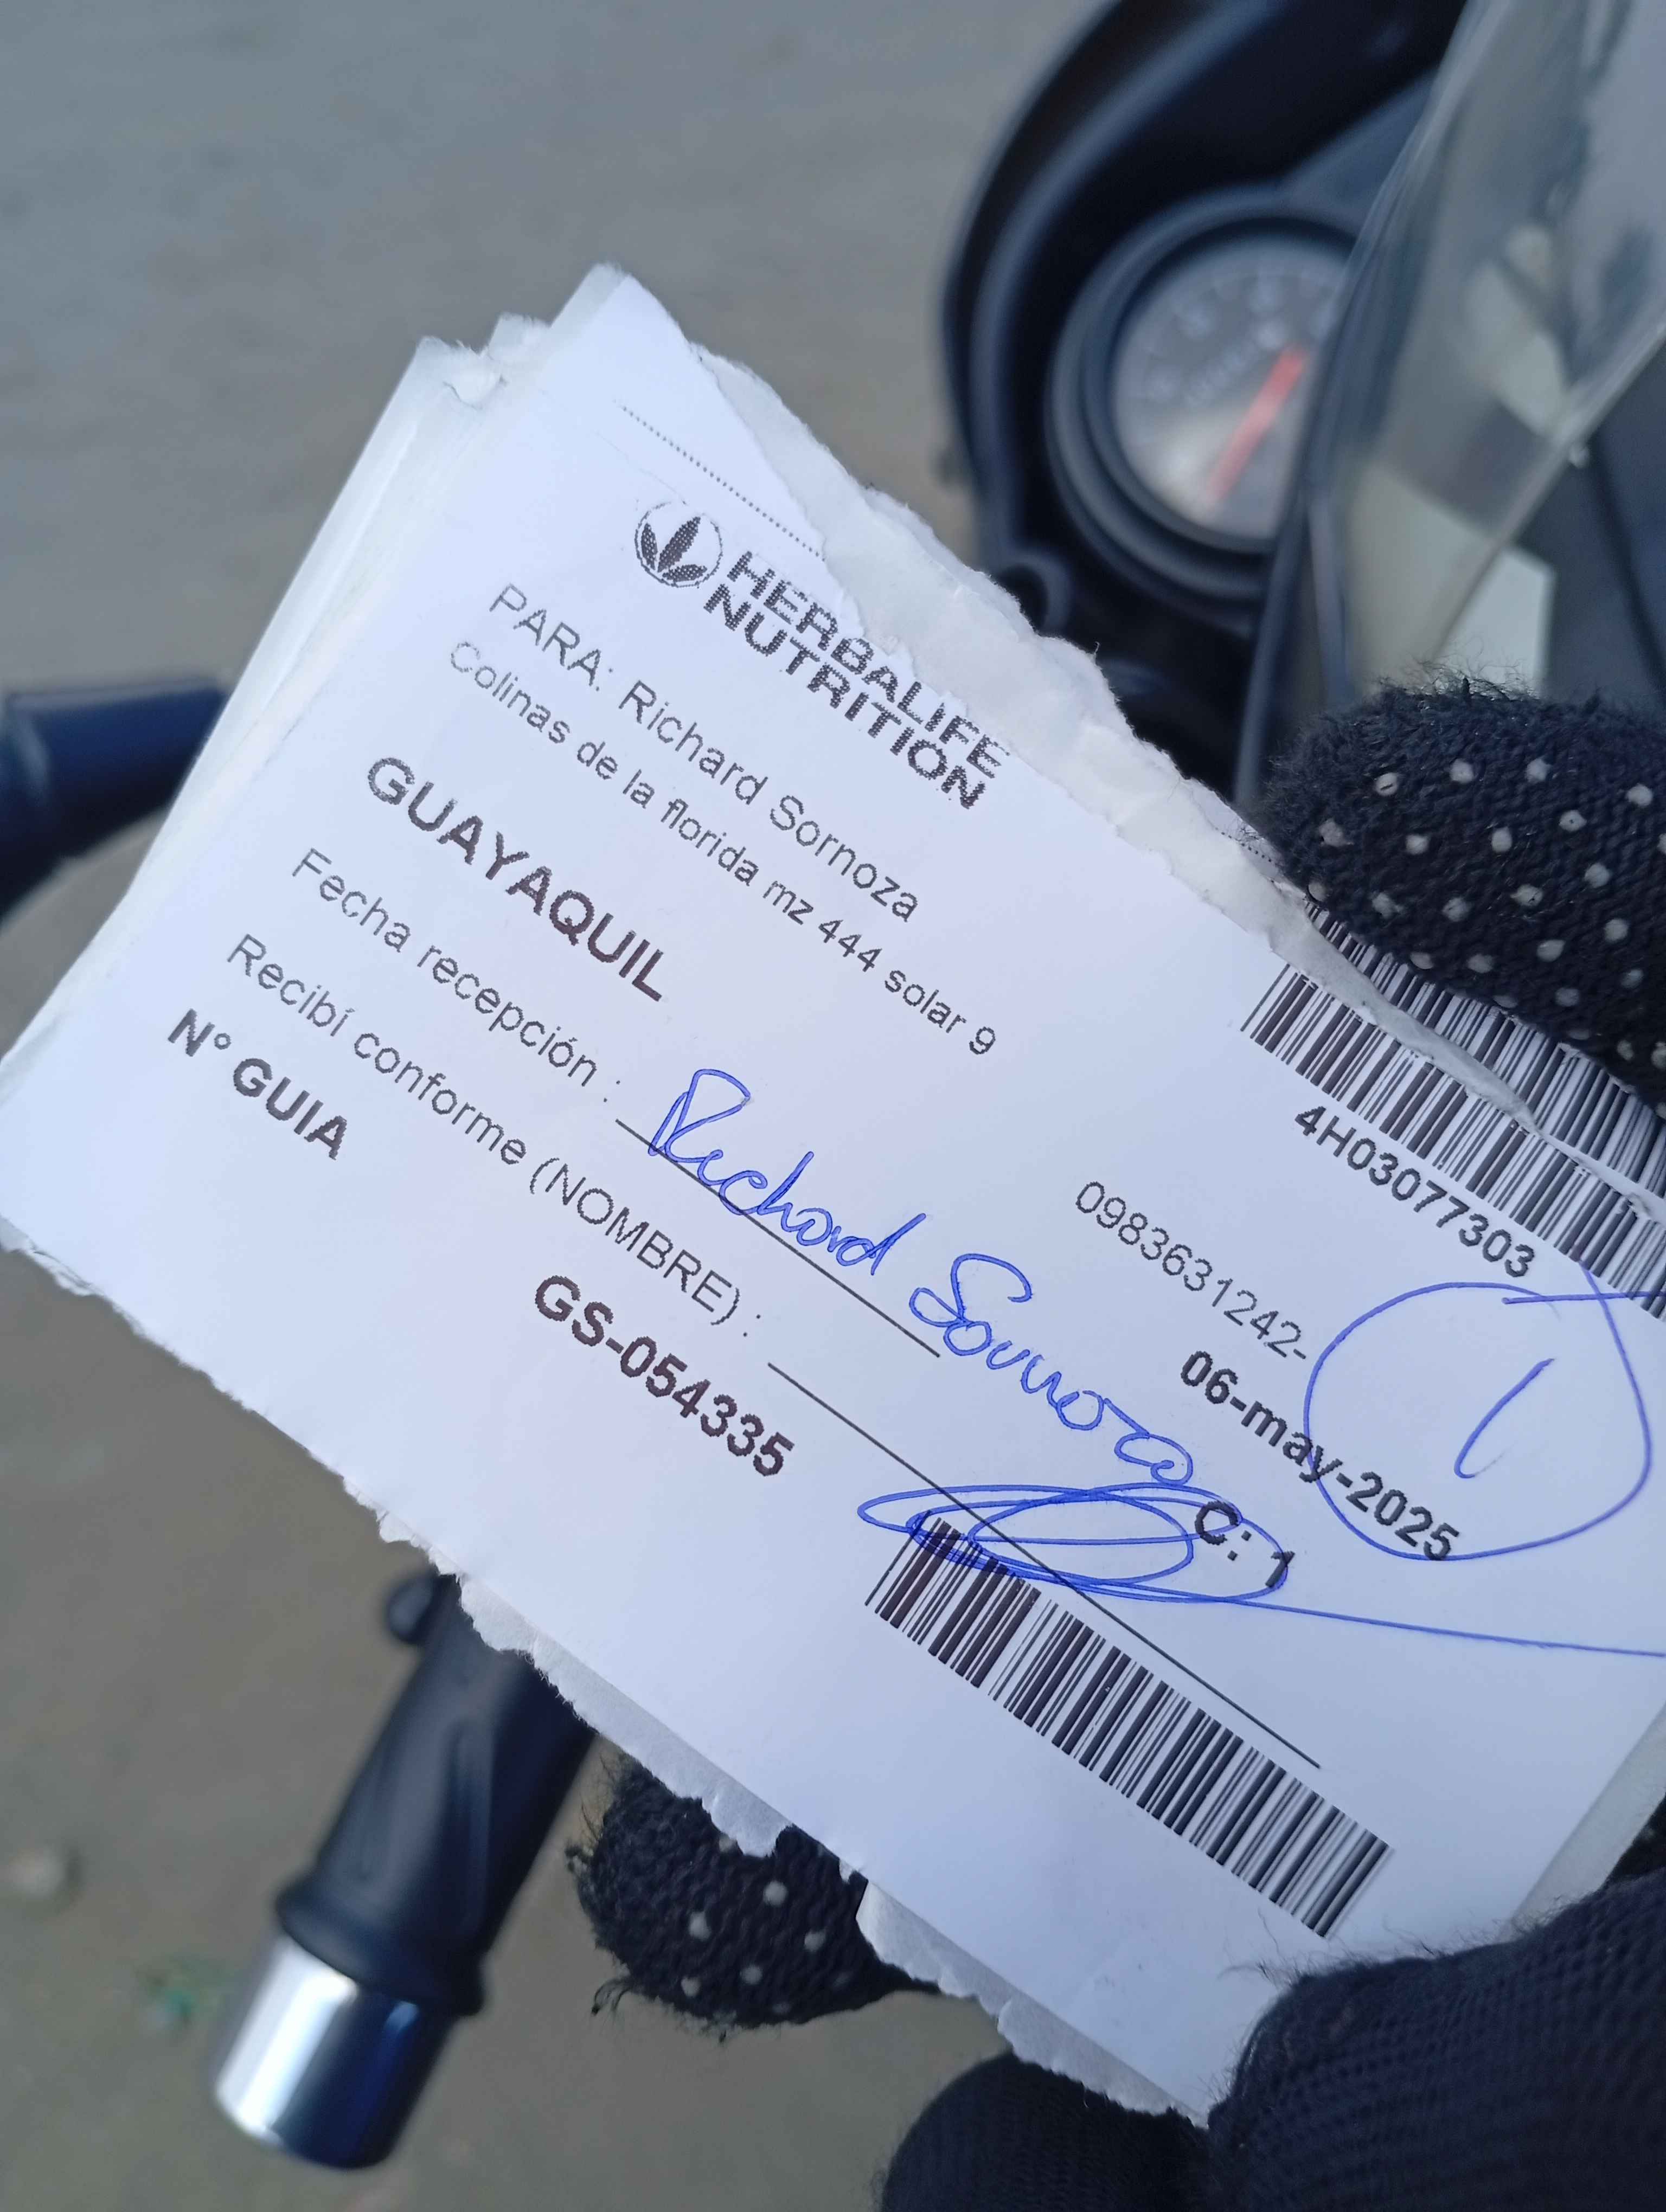 HERBALIFE
NUTRITION
4H03077303
PARA: Richard Sornoza
Colinas de la florida mz 444 solar 9
0983631242-
1
GUAYAQUIL
06-may-2025
Fecha recepción :
Richard Sornoza
Recibí conforme (NOMBRE) :
C: 1
N° GUIA
GS-054335